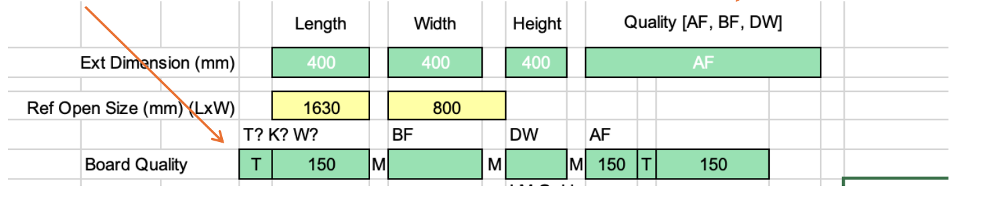 Length Width Height Quality [AF, BF, DW]
Ext Dimension (mm) 400 400 400 AF
Ref Open Size (mm) (LxW) 1630 800
T? K? W? BF DW AF
Board Quality T 150 M M M 150 T 150